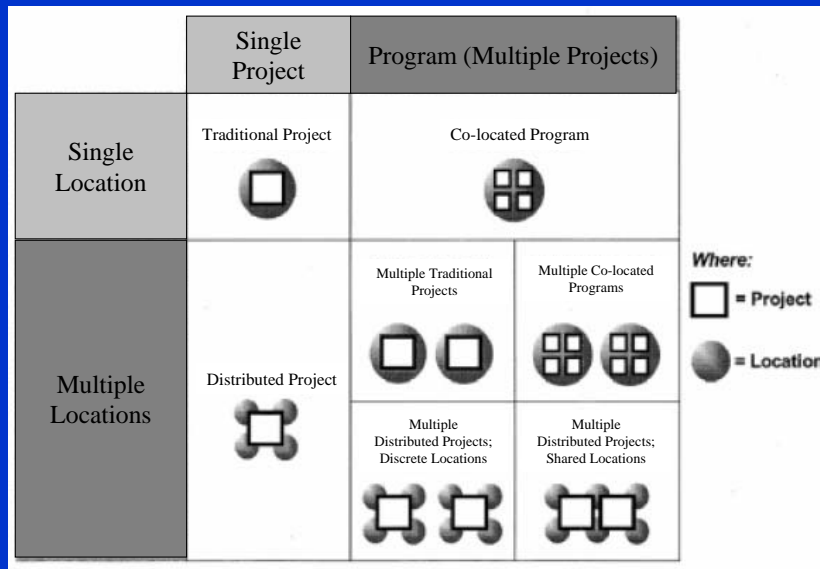 Single
Project
Program (Multiple Projects)
Single
Location
Traditional Project
Co-located Program
Multiple
Locations
Distributed Project
Multiple Traditional
Projects
Multiple Co-located
Programs
Multiple
Distributed Projects;
Discrete Locations
Multiple
Distributed Projects;
Shared Locations
Where:
= Project
= Location